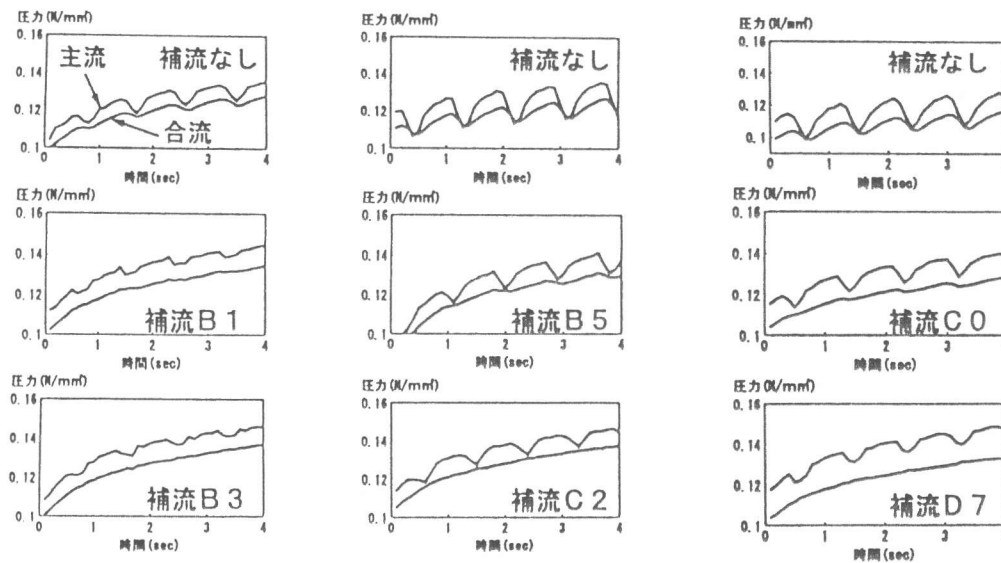 圧力(N/mm²) 圧力(N/mm²) 圧力(N/mm²)
0.16 0.16 0.16
主流 補流なし 補流なし 補流なし
0.14 0.14 0.14
0.12 0.12 0.12
合流
0.1 0.1 0.1
0 1 2 3 4 0 1 2 3 4 0 1 2 3
時間(sec) 時間(sec) 時間(sec)
圧力(N/mm²) 圧力(N/mm²) 圧力(N/mm²)
0.16 0.16 0.16
0.14 0.14 0.14
0.12 0.12 0.12
補流B1 補流B5 補流C0
0.1 0.1 0.1
0 1 2 3 4 0 1 2 3 4 0 1 2 3
時間(sec) 時間(sec) 時間(sec)
圧力(N/mm²) 圧力(N/mm²) 圧力(N/mm²)
0.16 0.16 0.16
0.14 0.14 0.14
0.12 0.12 0.12
補流B3 補流C2 補流D7
0.1 0.1 0.1
0 1 2 3 4 0 1 2 3 4 0 1 2 3
時間(sec) 時間(sec) 時間(sec)